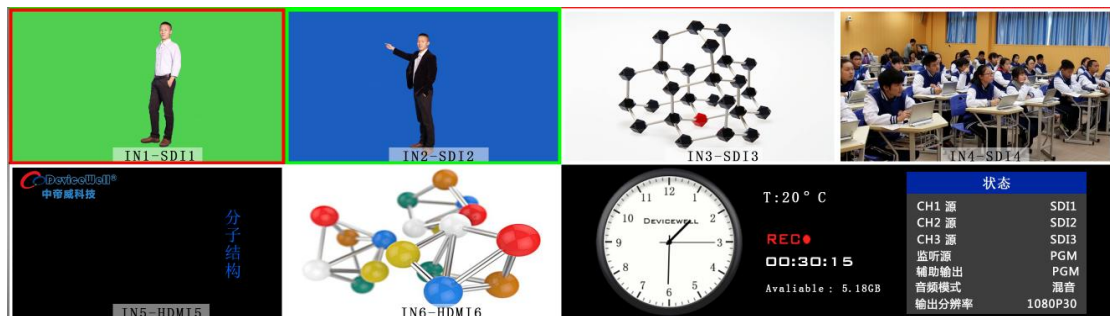 IN1-SDI1
IN2-SDI2
IN3-SDI3
IN4-SDI4
DeviceWell®
中帝威科技
分子结构
IN5-HDMI5
IN6-HDMI6
12
1
2
3
4
5
6
7
8
9
10
11
DEVICEWELL
T:20°C
REC
00:30:15
Avaliable: 5.18GB
状态
CH1 源 SDI1
CH2 源 SDI2
CH3 源 SDI3
监听源 PGM
辅助输出 PGM
音频模式 混音
输出分辨率 1080P30